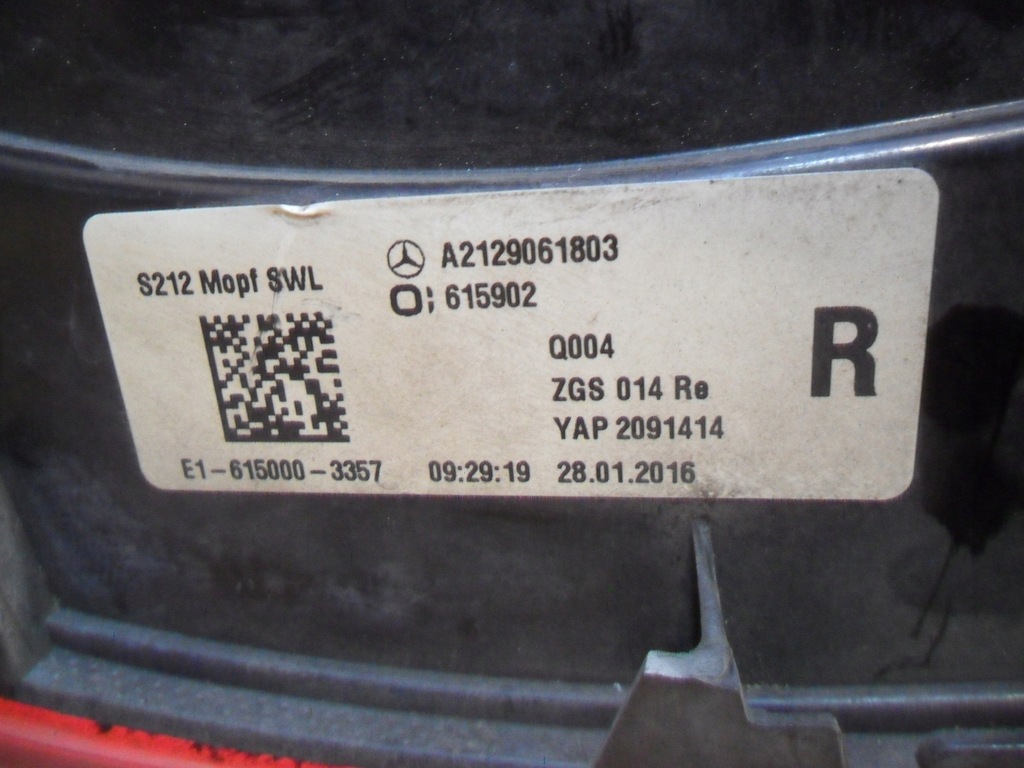 S212 Mopf SWL
A2129061803
615902
Q004
ZGS 014 Re
YAP 2091414
R
E1-615000-3357 09:29:19 28.01.2016